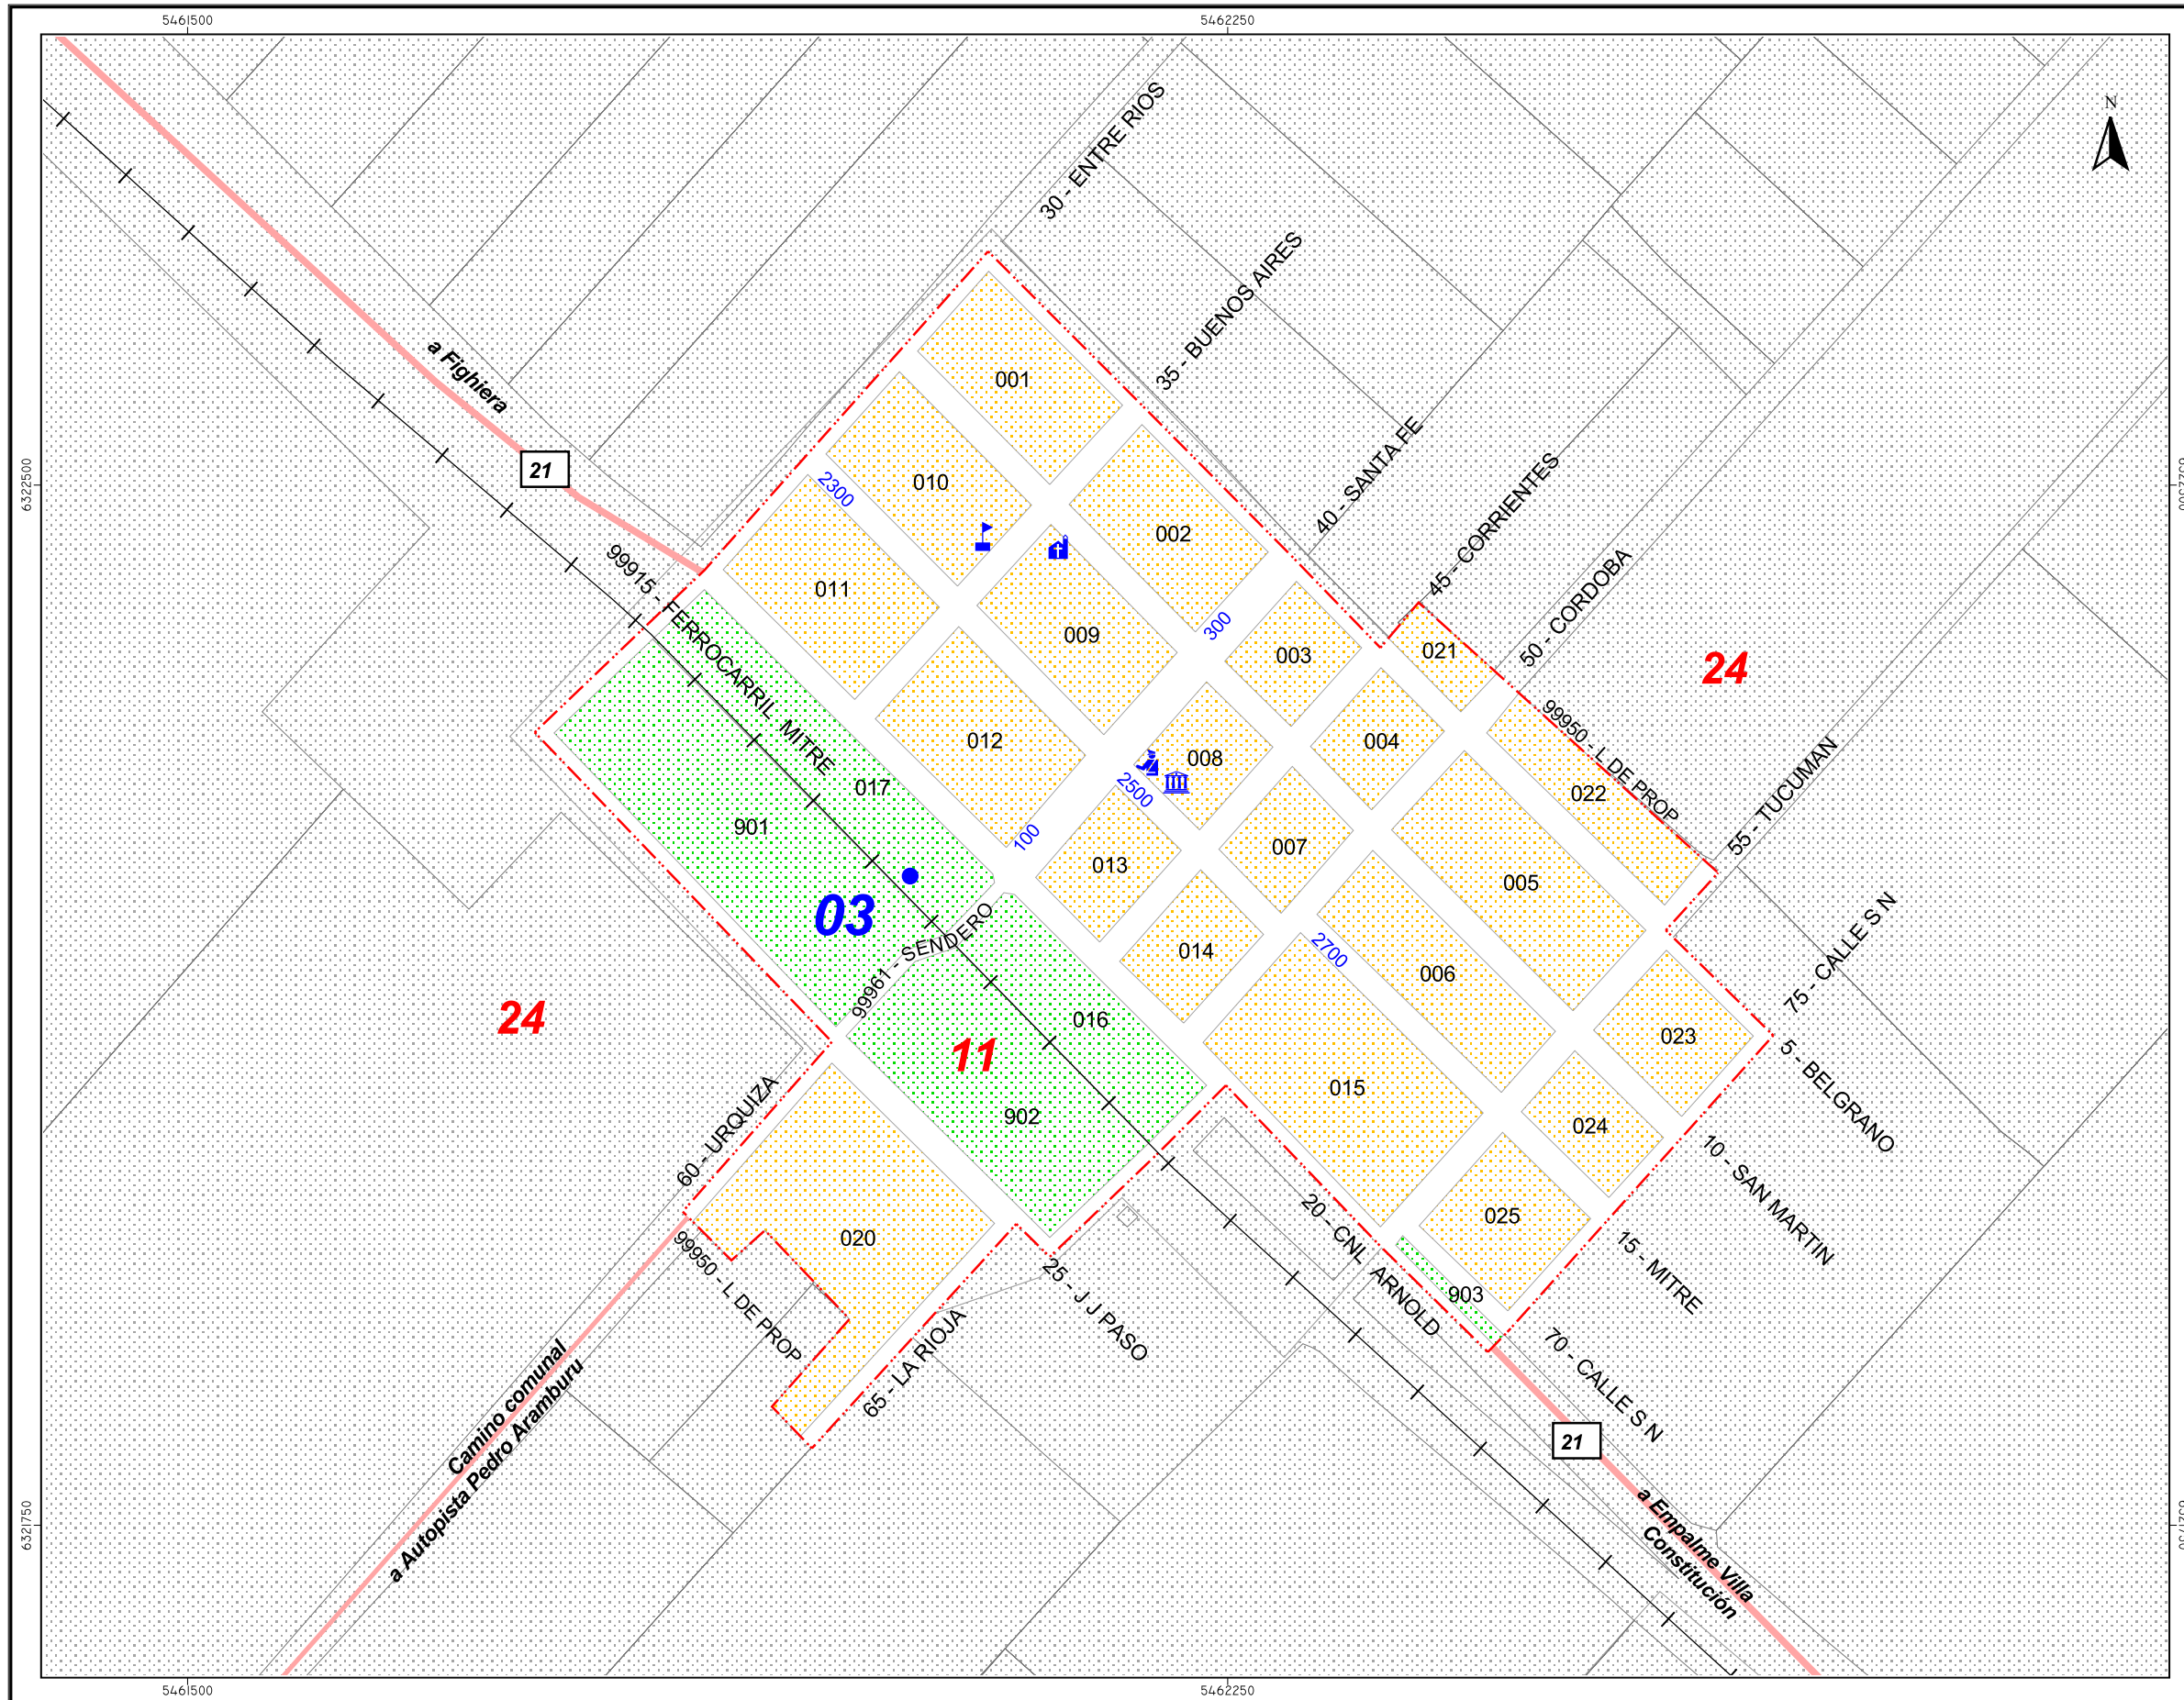 5461500
5462250
N
30 - ENTRE RIOS
35 - BUENOS AIRES
a Fighiera
001
40 - SANTA FE
45 - CORRIENTES
6322500
21
010
2300
002
50 - CORDOBA
99915 - FERROCARRIL MITRE
011
009
300
003
021
24
012
008
004
99950 - L DE PROP
55 - TUCUMAN
017
2500
022
901
100
013
007
005
03
99961 - SENDERO
014
2700
006
75 - CALLE S N
24
016
11
023
5 - BELGRANO
015
902
024
60 - URQUIZA
10 - SAN MARTIN
025
020
20 - CNL ARNOLD
15 - MITRE
99950 - L DE PROP
25 - J J PASO
903
65 - LA RIOJA
70 - CALLE S N
Camino comunal
a Autopista Pedro Aramburu
21
6321750
a Empalme Villa
Constitución
5461500
5462250